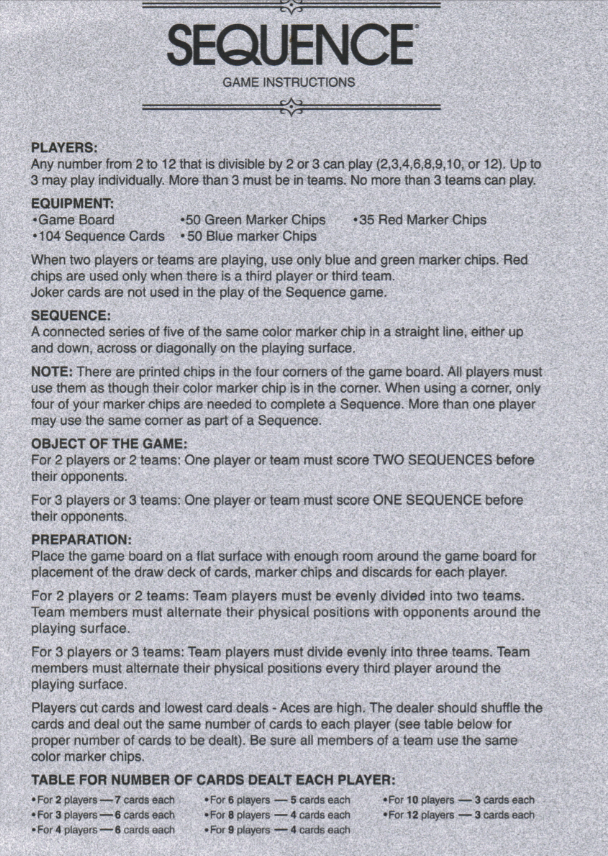 SEQUENCE®
GAME INSTRUCTIONS
PLAYERS:
Any number from 2 to 12 that is divisible by 2 or 3 can play (2,3,4,6,8,9,10, or 12). Up to
3 may play individually. More than 3 must be in teams. No more than 3 teams can play.
EQUIPMENT:
•Game Board •50 Green Marker Chips •35 Red Marker Chips
•104 Sequence Cards •50 Blue marker Chips
When two players or teams are playing, use only blue and green marker chips. Red
chips are used only when there is a third player or third team.
Joker cards are not used in the play of the Sequence game.
SEQUENCE:
A connected series of five of the same color marker chip in a straight line, either up
and down, across or diagonally on the playing surface.
NOTE: There are printed chips in the four corners of the game board. All players must
use them as though their color marker chip is in the corner. When using a corner, only
four of your marker chips are needed to complete a Sequence. More than one player
may use the same corner as part of a Sequence.
OBJECT OF THE GAME:
For 2 players or 2 teams: One player or team must score TWO SEQUENCES before
their opponents.
For 3 players or 3 teams: One player or team must score ONE SEQUENCE before
their opponents.
PREPARATION:
Place the game board on a flat surface with enough room around the game board for
placement of the draw deck of cards, marker chips and discards for each player.
For 2 players or 2 teams: Team players must be evenly divided into two teams.
Team members must alternate their physical positions with opponents around the
playing surface.
For 3 players or 3 teams: Team players must divide evenly into three teams. Team
members must alternate their physical positions every third player around the
playing surface.
Players cut cards and lowest card deals - Aces are high. The dealer should shuffle the
cards and deal out the same number of cards to each player (see table below for
proper number of cards to be dealt). Be sure all members of a team use the same
color marker chips.
TABLE FOR NUMBER OF CARDS DEALT EACH PLAYER:
•For 2 players — 7 cards each •For 6 players — 5 cards each •For 10 players — 3 cards each
•For 3 players — 6 cards each •For 8 players — 4 cards each •For 12 players — 3 cards each
•For 4 players — 6 cards each •For 9 players — 4 cards each